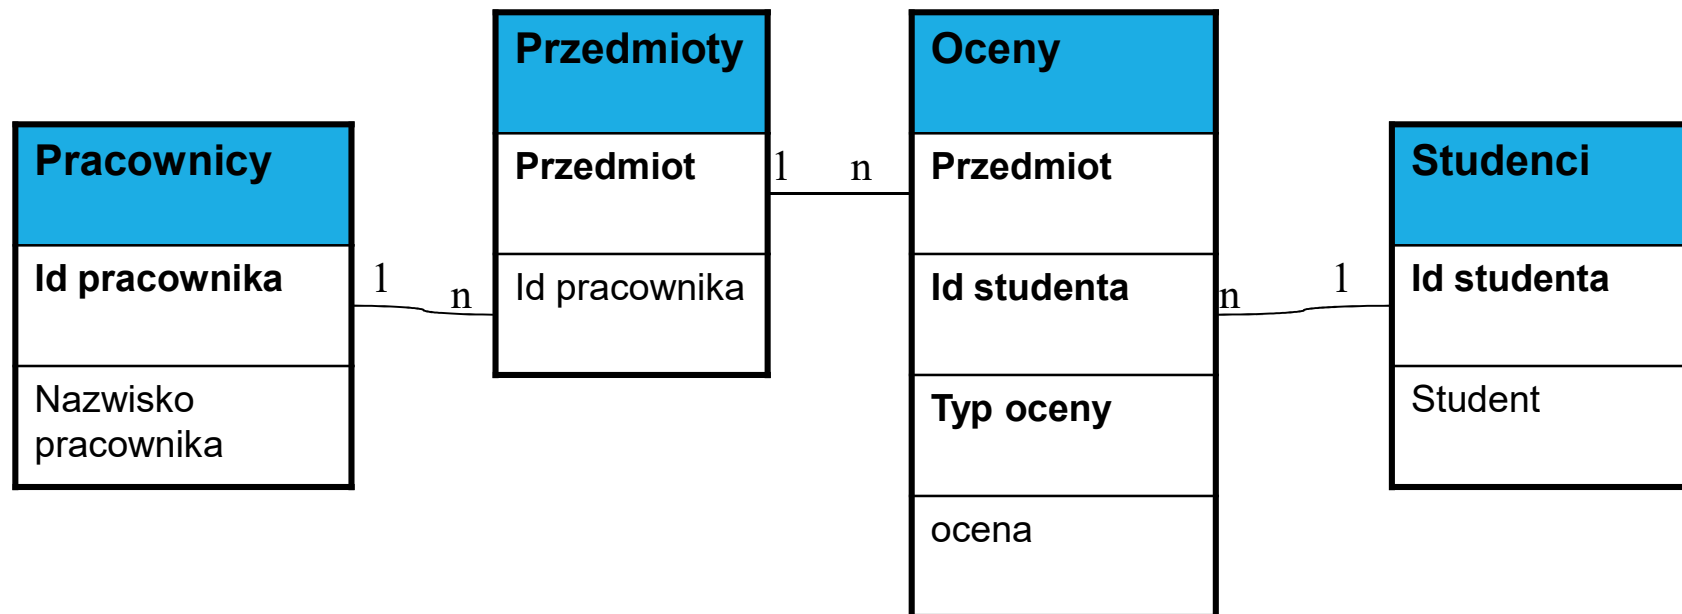 Pracownicy
Id pracownika
Nazwisko
pracownika
1
n
Przedmioty
Przedmiot
Id pracownika
1
n
Oceny
Przedmiot
Id studenta
Typ oceny
ocena
n
1
Studenci
Id studenta
Student